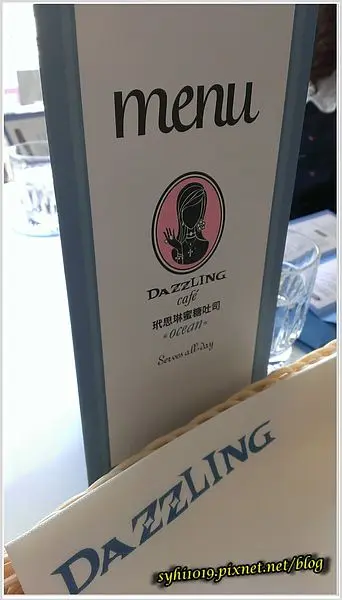 menu
DAZZLING
café
玳思琳蜜糖吐司
*ocean*
Serves all-day
DAZZLING
syhi1019.pixnet.net/blog